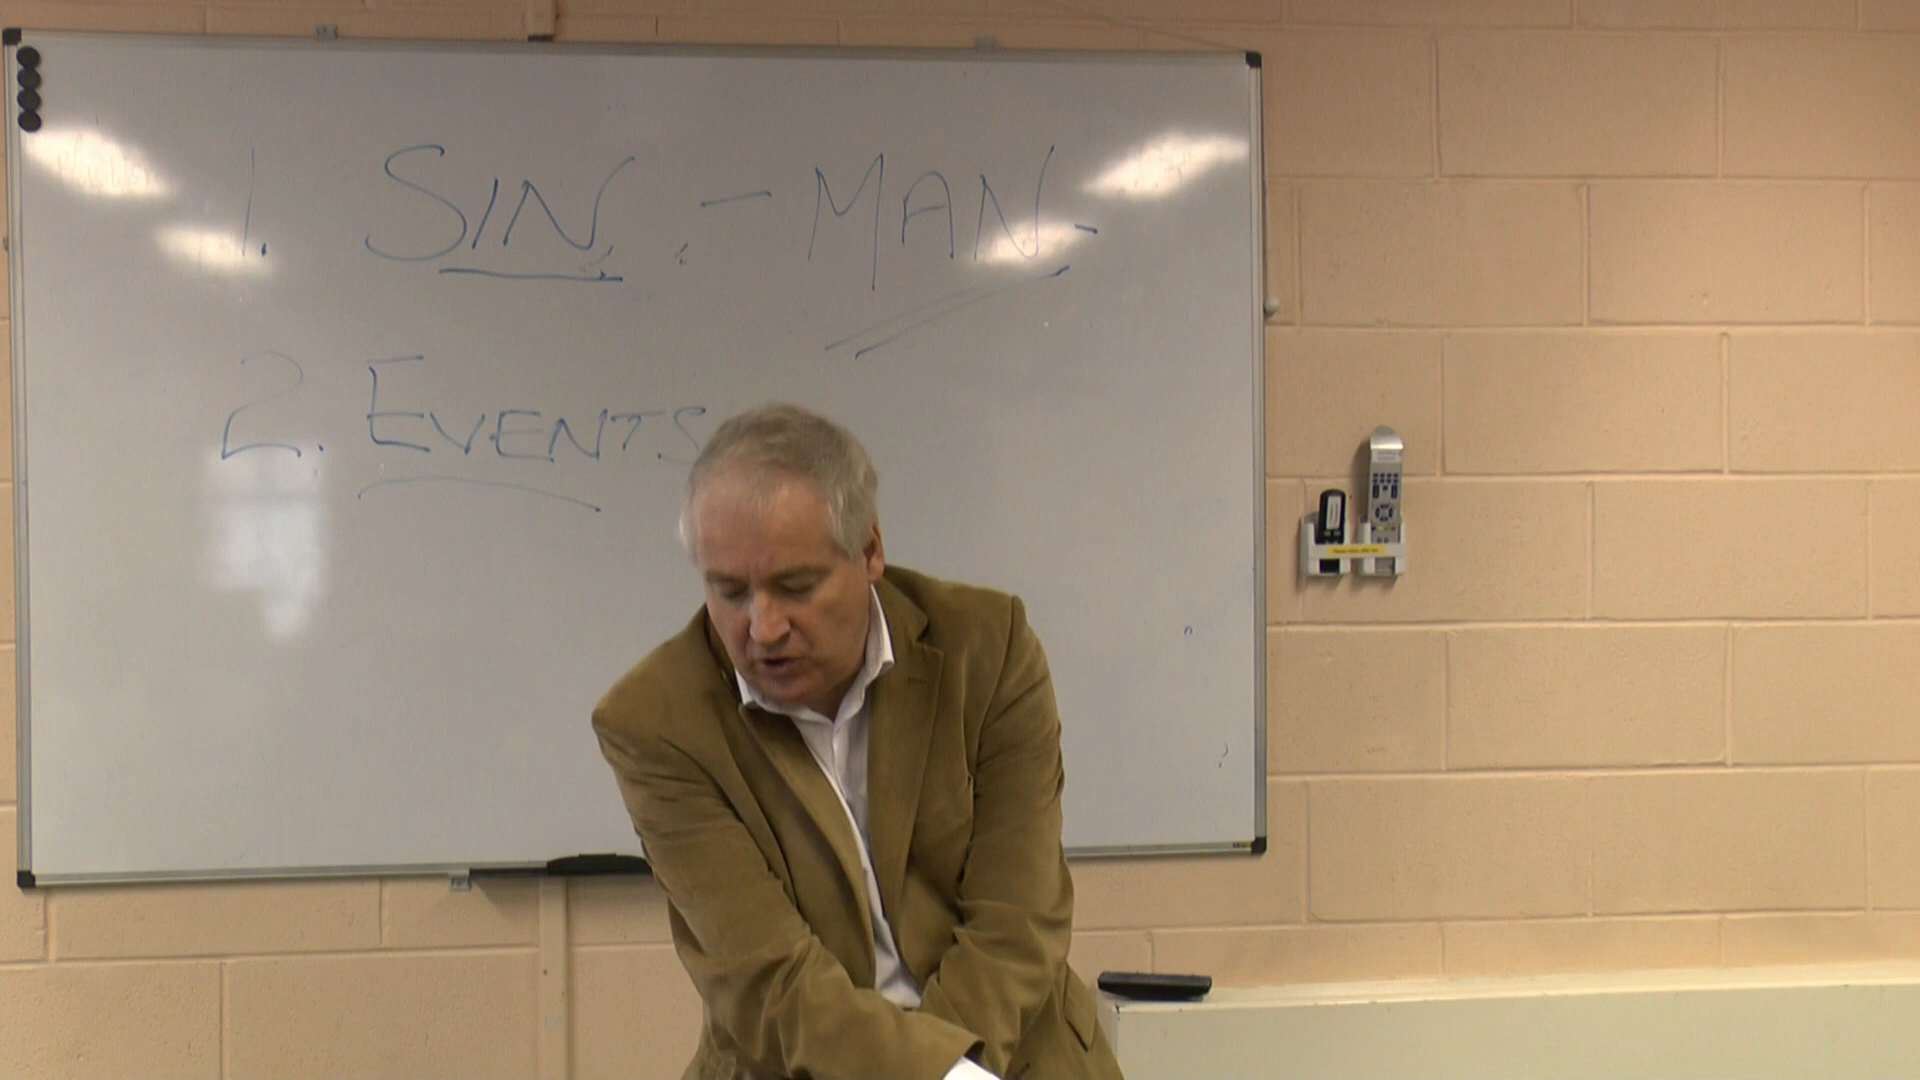 1. SIN. - MAN -
2. EVENTS